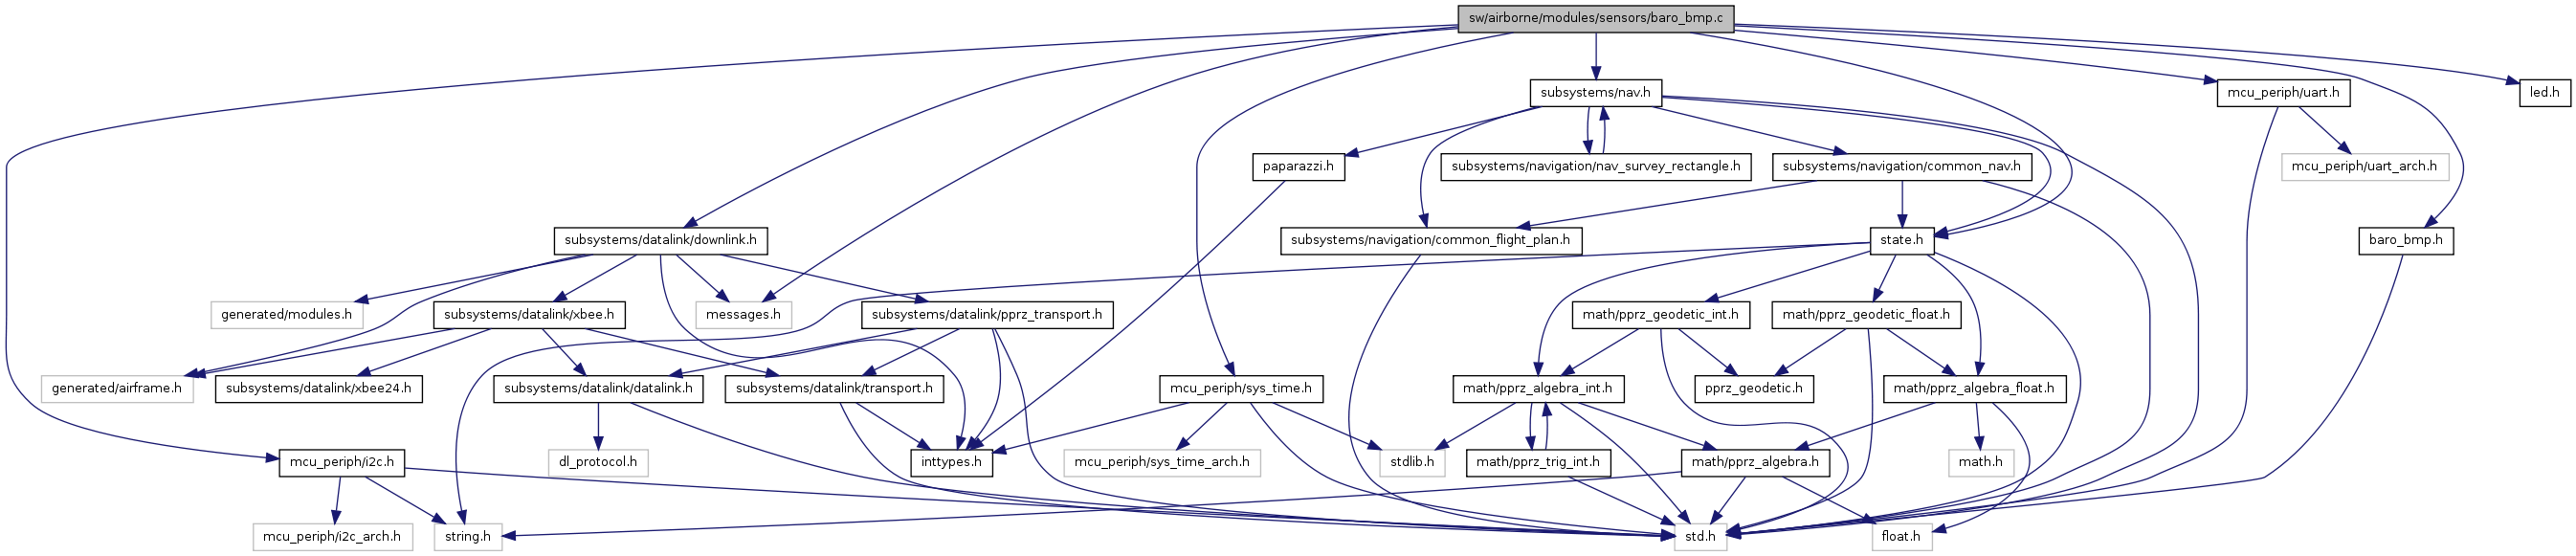 sw/airborne/modules/sensors/baro_bmp.c
subsystems/nav.h
mcu_periph/uart.h
led.h
paparazzi.h
subsystems/navigation/nav_survey_rectangle.h
subsystems/navigation/common_nav.h
mcu_periph/uart_arch.h
subsystems/datalink/downlink.h
subsystems/navigation/common_flight_plan.h
state.h
baro_bmp.h
generated/modules.h
subsystems/datalink/xbee.h
messages.h
subsystems/datalink/pprz_transport.h
math/pprz_geodetic_int.h
math/pprz_geodetic_float.h
generated/airframe.h
subsystems/datalink/xbee24.h
subsystems/datalink/datalink.h
subsystems/datalink/transport.h
mcu_periph/sys_time.h
math/pprz_algebra_int.h
pprz_geodetic.h
math/pprz_algebra_float.h
mcu_periph/i2c.h
dl_protocol.h
inttypes.h
mcu_periph/sys_time_arch.h
stdlib.h
math/pprz_trig_int.h
math/pprz_algebra.h
math.h
mcu_periph/i2c_arch.h
string.h
std.h
float.h